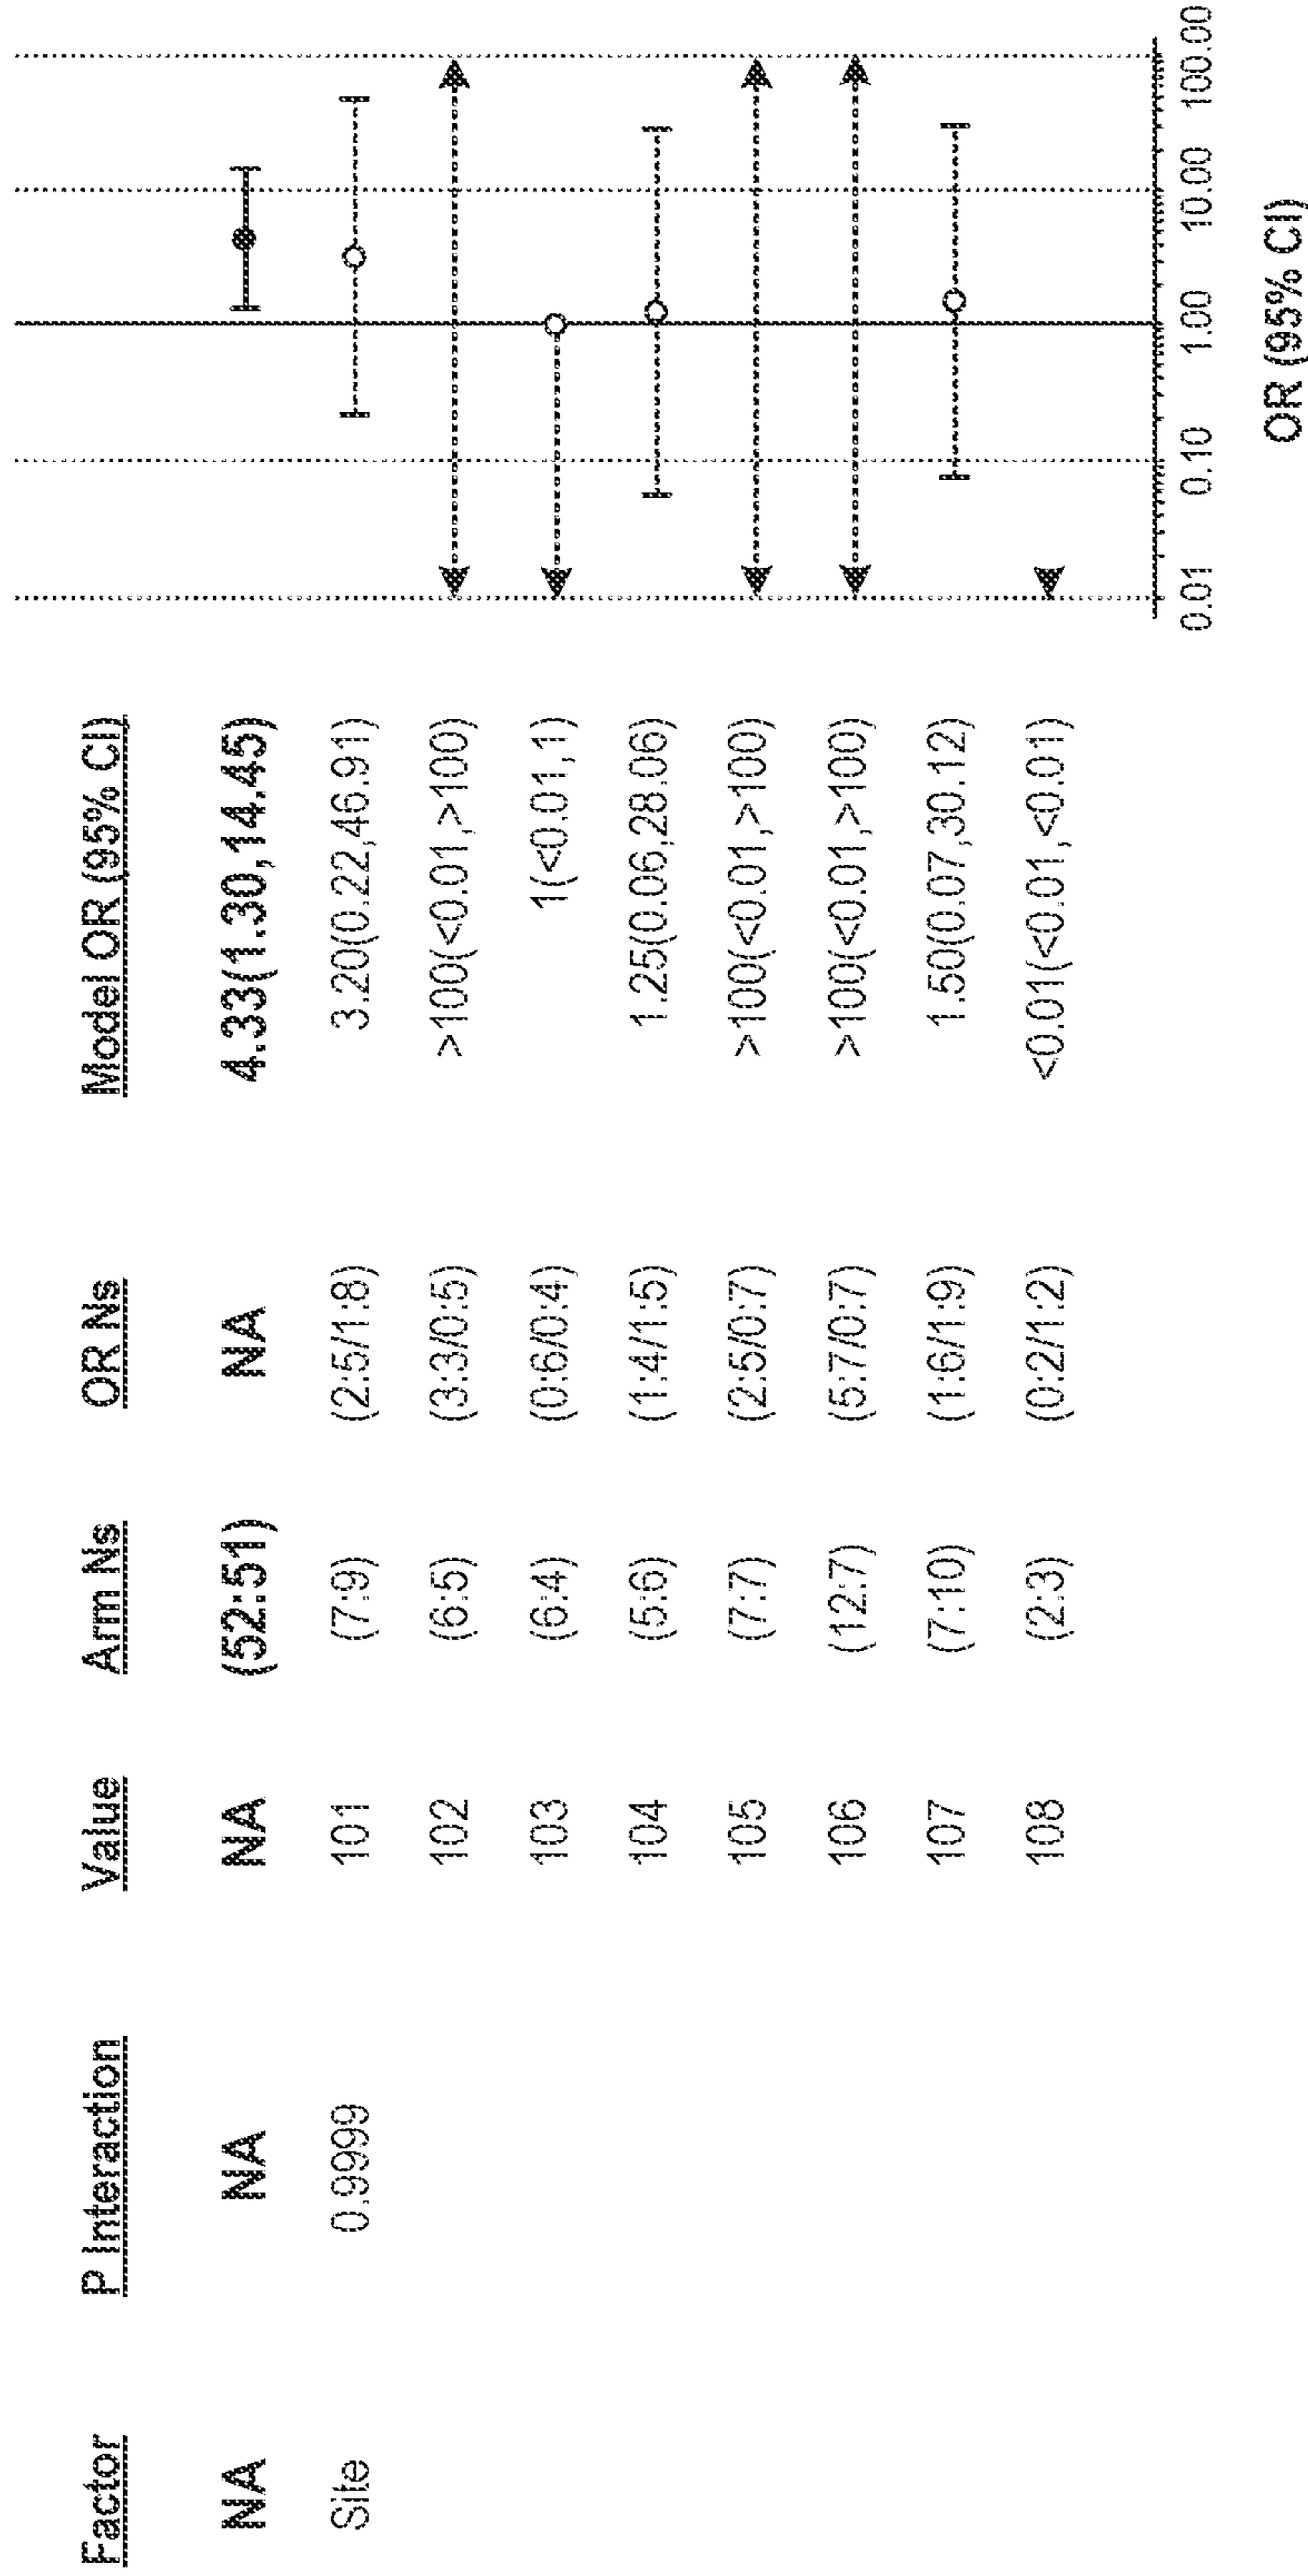 Factor P Interaction Value Arm Ns OR Ns Model OR (95% CI)
NA NA NA (52:51) NA 4.33(1.30,14.45)
Site 0.9999 101 (7:9) (2:5/1:8) 3.20(0.22,46.91)
102 (6:5) (3:3/0:5) >100(<0.01,>100)
103 (6:4) (0:6/0:4) 1(<0.01,1)
104 (5:6) (1:4/1:5) 1.25(0.06,28.06)
105 (7:7) (2:5/0:7) >100(<0.01,>100)
106 (12:7) (5:7/0:7) >100(<0.01,>100)
107 (7:10) (1:6/1:9) 1.50(0.07,30.12)
108 (2:3) (0:2/1:2) <0.01(<0.01,<0.01)
0.01 0.10 1.00 10.00 100.00
OR (95% CI)